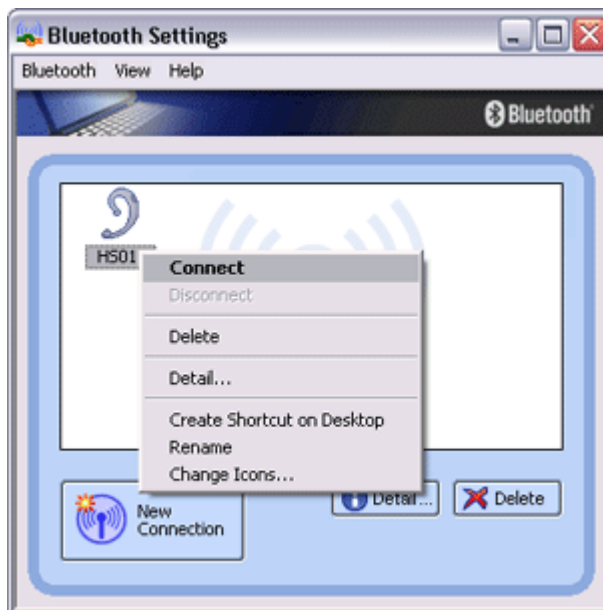 Bluetooth Settings
Bluetooth View Help
Bluetooth
HS01
Connect
Disconnect
Delete
Detail...
Create Shortcut on Desktop
Rename
Change Icons...
New
Connection
Detail...
Delete